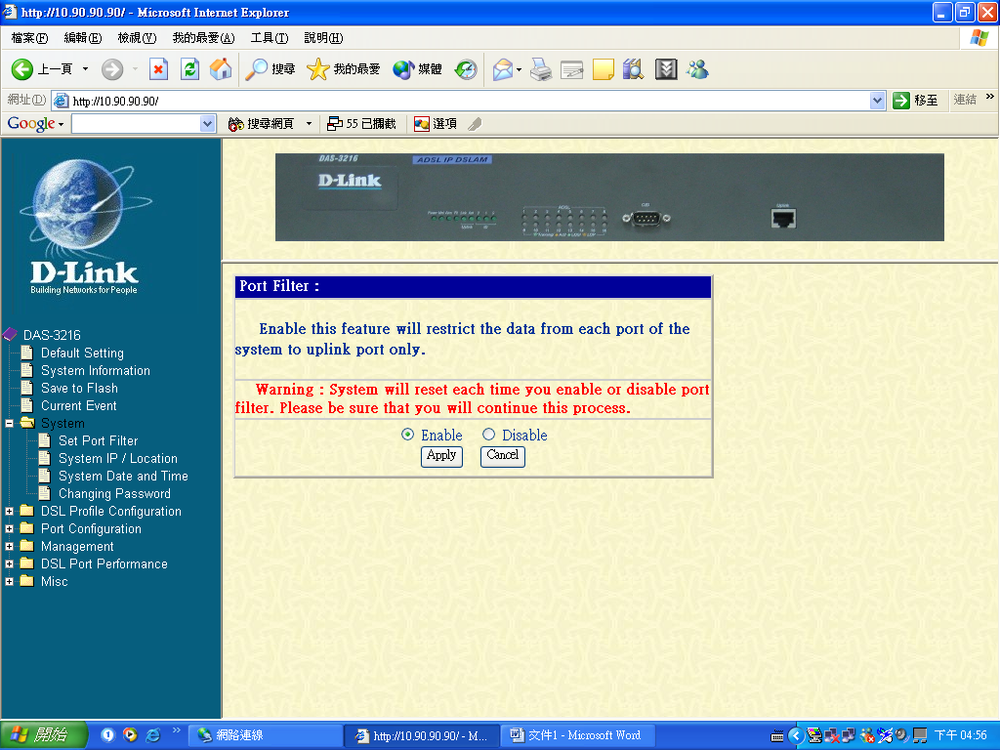 http://10.90.90.90/ - Microsoft Internet Explorer
檔案(F) 編輯(E) 檢視(V) 我的最愛(A) 工具(T) 說明(H)
上一頁 搜尋 我的最愛 媒體
網址(D) http://10.90.90.90/ 移至 連結 »
Google 搜尋網頁 55 已攔截 選項
DAS-3216 ADSL IP DSLAM
D-Link
ADSL
CID
Uplink
D-Link
Building Networks for People
DAS-3216
Default Setting
System Information
Save to Flash
Current Event
System
Set Port Filter
System IP / Location
System Date and Time
Changing Password
DSL Profile Configuration
Port Configuration
Management
DSL Port Performance
Misc
Port Filter :
Enable this feature will restrict the data from each port of the
system to uplink port only.
Warning : System will reset each time you enable or disable port
filter. Please be sure that you will continue this process.
Enable Disable
Apply Cancel
開始 » 網路連線 http://10.90.90.90/ - M... 文件1 - Microsoft Word 下午 04:56